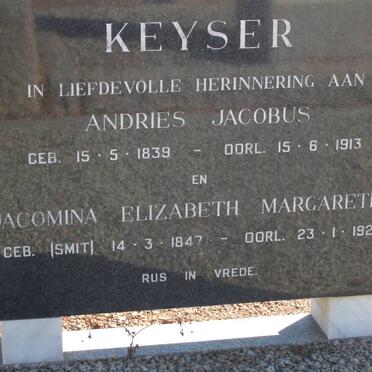 KEYSER
IN LIEFDEVOLLE HERINNERING AAN
ANDRIES JACOBUS
GEB. 15·5·1839 - OORL. 15·6·1913
EN
JACOMINA ELIZABETH MARGARETH
GEB. (SMIT) 14·3·1847 - OORL. 23·1·192
RUS IN VREDE.